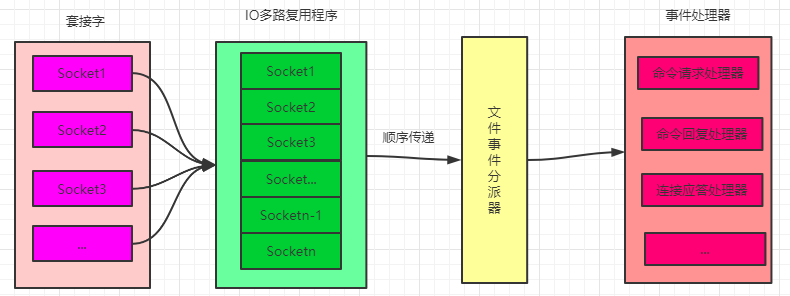 套接字
Socket1
Socket2
Socket3
...
IO多路复用程序
Socket1
Socket2
Socket3
Socket...
Socketn-1
Socketn
顺序传递
文件事件分派器
事件处理器
命令请求处理器
命令回复处理器
连接应答处理器
...